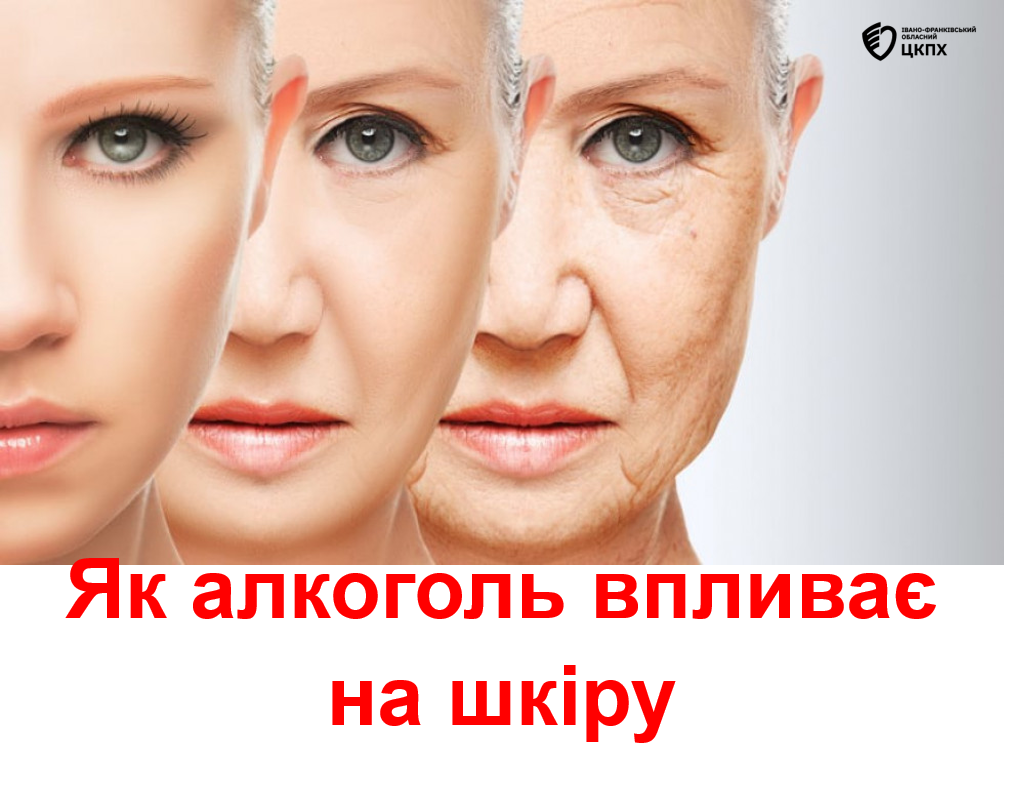 ІВАНО-ФРАНКІВСЬКИЙ
ОБЛАСНИЙ
ЦКПХ
Як алкоголь впливає
на шкіру